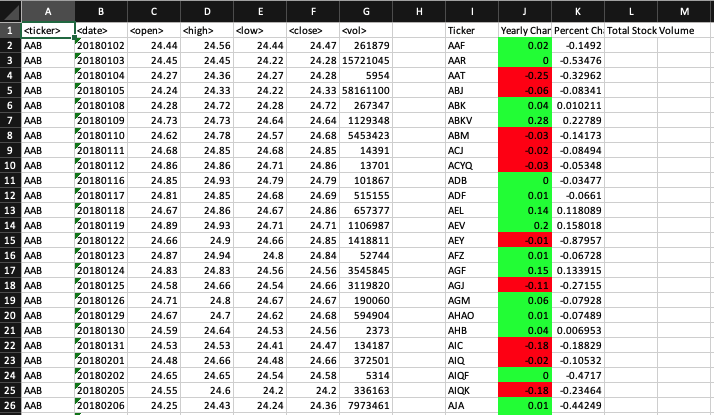 A B C D E F G H I J K L M
1 <ticker> <date> <open> <high> <low> <close> <vol> Ticker Yearly Char Percent Ch Total Stock Volume
2 AAB 20180102 24.44 24.56 24.44 24.47 261879 AAF 0.02 -0.1492
3 AAB 20180103 24.45 24.45 24.22 24.28 15721045 AAR 0 -0.53476
4 AAB 20180104 24.27 24.36 24.27 24.28 5954 AAT -0.25 -0.32962
5 AAB 20180105 24.24 24.33 24.22 24.33 58161100 ABJ -0.06 -0.08341
6 AAB 20180108 24.28 24.72 24.28 24.72 267347 ABK 0.04 0.010211
7 AAB 20180109 24.73 24.73 24.64 24.64 1129348 ABKV 0.28 0.22789
8 AAB 20180110 24.62 24.78 24.57 24.68 5453423 ABM -0.03 -0.14173
9 AAB 20180111 24.68 24.85 24.68 24.85 14391 ACJ -0.02 -0.08494
10 AAB 20180112 24.86 24.86 24.71 24.86 13701 ACYQ -0.03 -0.05348
11 AAB 20180116 24.85 24.93 24.79 24.79 101867 ADB 0 -0.03477
12 AAB 20180117 24.81 24.85 24.68 24.69 515155 ADF 0.01 -0.0661
13 AAB 20180118 24.67 24.86 24.67 24.86 657377 AEL 0.14 0.118089
14 AAB 20180119 24.89 24.93 24.71 24.71 1106987 AEV 0.2 0.158018
15 AAB 20180122 24.66 24.9 24.66 24.85 1418811 AEY -0.01 -0.87957
16 AAB 20180123 24.87 24.94 24.8 24.84 52744 AFZ 0.01 -0.06728
17 AAB 20180124 24.83 24.83 24.56 24.56 3545845 AGF 0.15 0.133915
18 AAB 20180125 24.58 24.66 24.54 24.66 3119820 AGJ -0.11 -0.27155
19 AAB 20180126 24.71 24.8 24.67 24.67 190060 AGM 0.06 -0.07928
20 AAB 20180129 24.67 24.7 24.62 24.68 594904 AHAO 0.01 -0.07489
21 AAB 20180130 24.59 24.64 24.53 24.56 2373 AHB 0.04 0.006953
22 AAB 20180131 24.53 24.53 24.41 24.47 134187 AIC -0.18 -0.18829
23 AAB 20180201 24.48 24.66 24.48 24.66 372501 AIQ -0.02 -0.10532
24 AAB 20180202 24.65 24.65 24.54 24.58 5314 AIQF 0 -0.4717
25 AAB 20180205 24.55 24.6 24.2 24.2 336163 AIQK -0.18 -0.23464
26 AAB 20180206 24.25 24.43 24.24 24.36 7973461 AJA 0.01 -0.44249